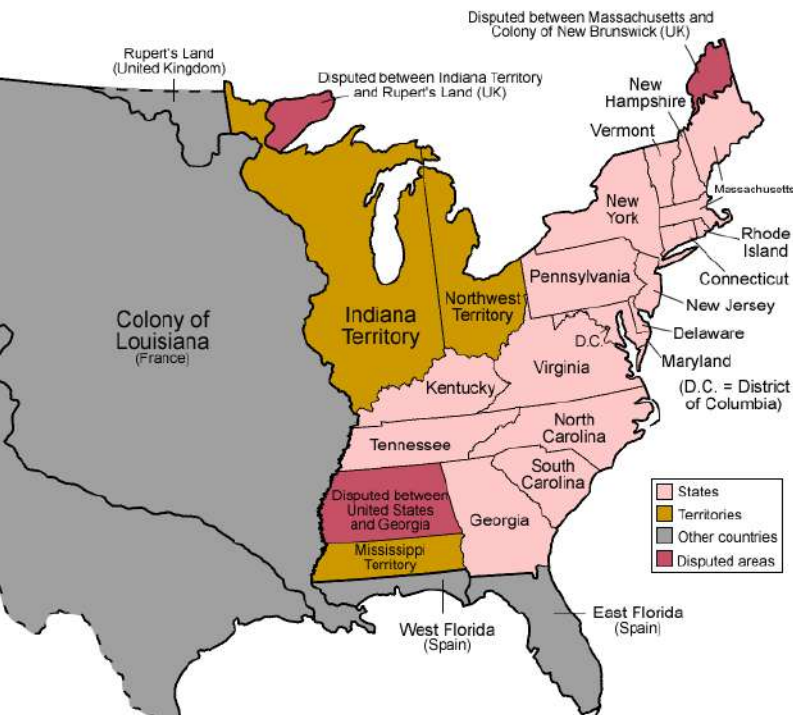 Disputed between Massachusetts and
Colony of New Brunswick (UK)
Rupert's Land
(United Kingdom)
Disputed between Indiana Territory
and Rupert's Land (UK)
New
Hampshire
Vermont
Massachusetts
New
York
Rhode
Island
Connecticut
Pennsylvania
New Jersey
Northwest
Territory
Indiana
Territory
Colony of
Louisiana
(France)
D.C.
Delaware
Maryland
Virginia
(D.C. = District
of Columbia)
Kentucky
North
Carolina
Tennessee
South
Carolina
Disputed between
United States
and Georgia
Georgia
Mississippi
Territory
States
Territories
Other countries
Disputed areas
West Florida
(Spain)
East Florida
(Spain)